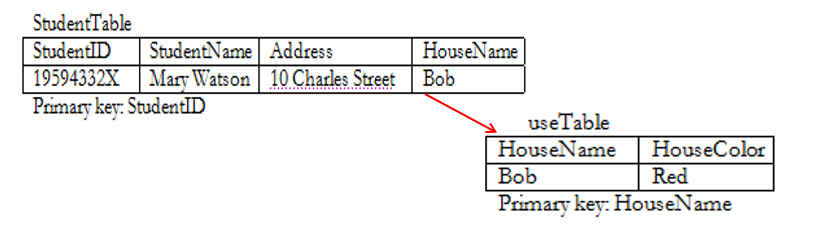 StudentTable
StudentID StudentName Address HouseName
19594332X Mary Watson 10 Charles Street Bob
Primary key: StudentID
useTable
HouseName HouseColor
Bob Red
Primary key: HouseName